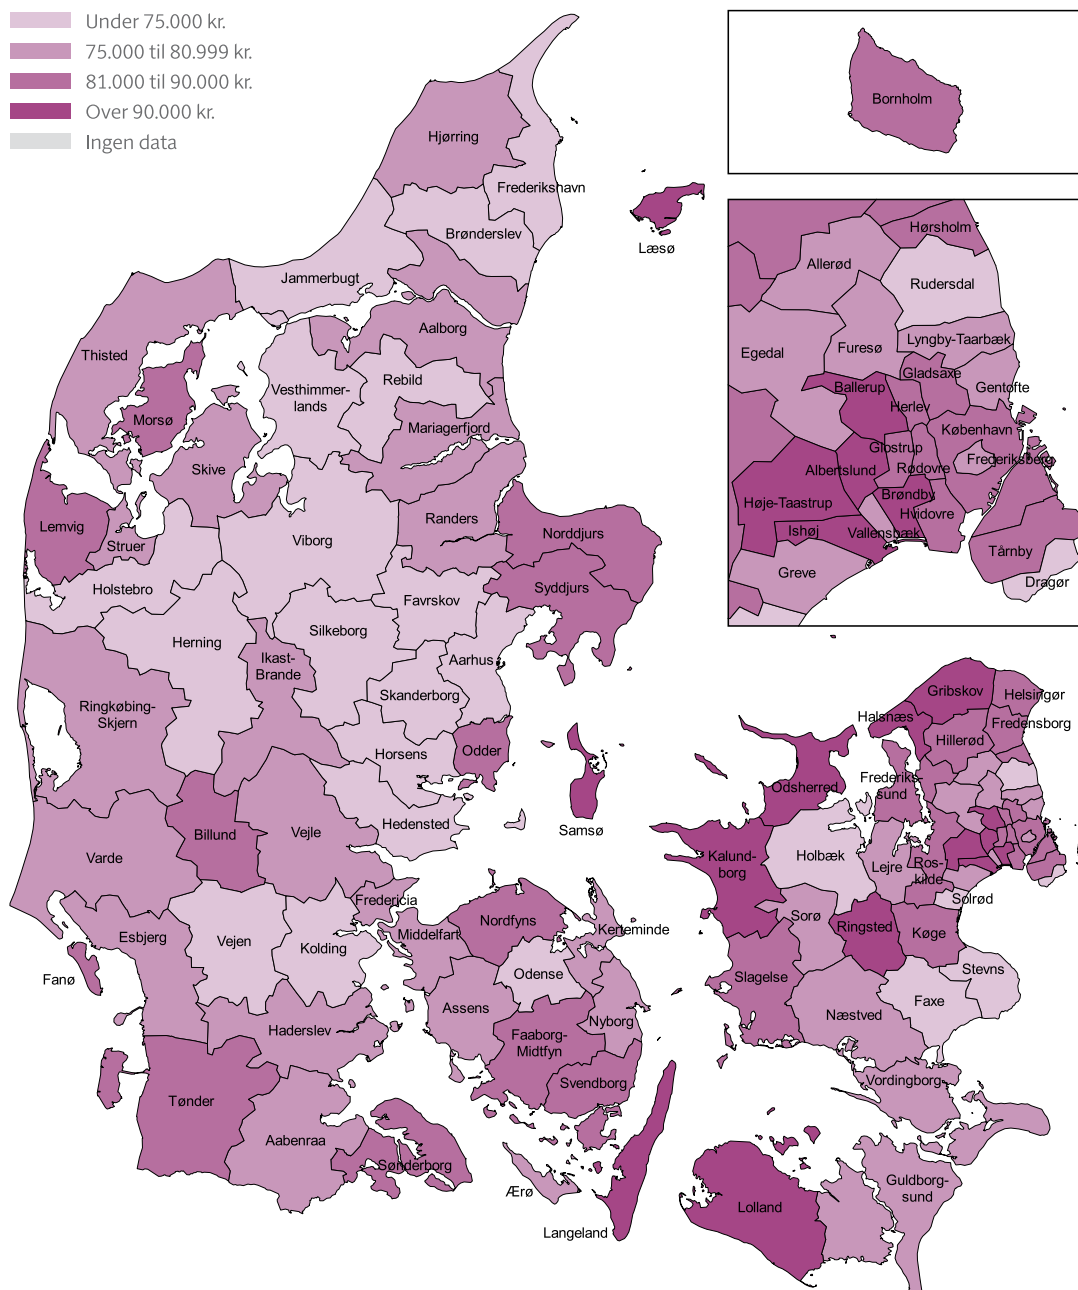 Under 75.000 kr.
75.000 til 80.999 kr.
81.000 til 90.000 kr.
Over 90.000 kr.
Ingen data
Bornholm
Hjørring
Frederikshavn
Brønderslev
Læsø
Jammerbugt
Aalborg
Thisted
Rebild
Vesthimmer-
lands
Morsø
Mariagerfjord
Skive
Lemvig
Randers
Struer
Viborg
Norddjurs
Holstebro
Favrskov
Syddjurs
Silkeborg
Herning
Aarhus
Ikast-
Brande
Skanderborg
Ringkøbing-
Skjern
Horsens
Odder
Hedensted
Samsø
Billund
Vejle
Varde
Fredericia
Nordfyns
Middelfart
Kerteminde
Esbjerg
Vejen
Kolding
Fanø
Odense
Assens
Nyborg
Haderslev
Faaborg-
Midtfyn
Svendborg
Tønder
Aabenraa
Sønderborg
Ærø
Langeland
Hørsholm
Allerød
Rudersdal
Egedal
Furesø
Lyngby-Taarbæk
Gladsaxe
Ballerup
Gentofte
Herlev
København
Glostrup
Frederiksberg
Albertslund
Rødovre
Brøndby
Høje-Taastrup
Hvidovre
Ishøj
Vallensbæk
Tårnby
Greve
Dragør
Gribskov
Helsingør
Halsnæs
Fredensborg
Hillerød
Odsherred
Frederiks-
sund
Holbæk
Kalund-
borg
Lejre
Ros-
kilde
Solrød
Sorø
Ringsted
Køge
Slagelse
Stevns
Faxe
Næstved
Vordingborg
Guldborg-
sund
Lolland